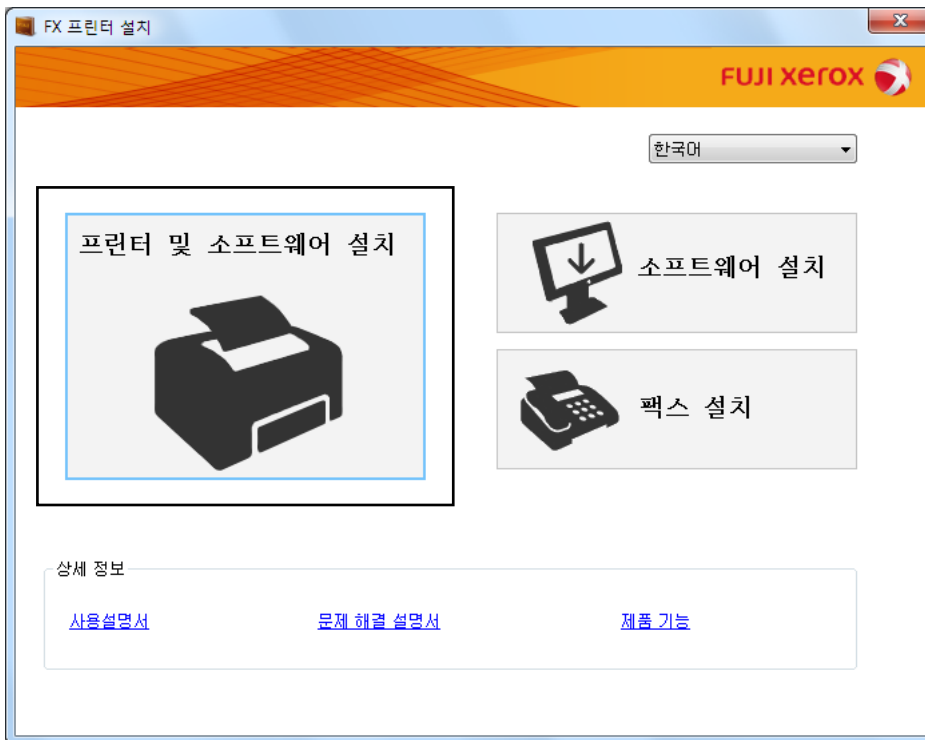 FX 프린터 설치
FUJI xerox
한국어
프린터 및 소프트웨어 설치
소프트웨어 설치
팩스 설치
상세 정보
사용설명서
문제 해결 설명서
제품 기능